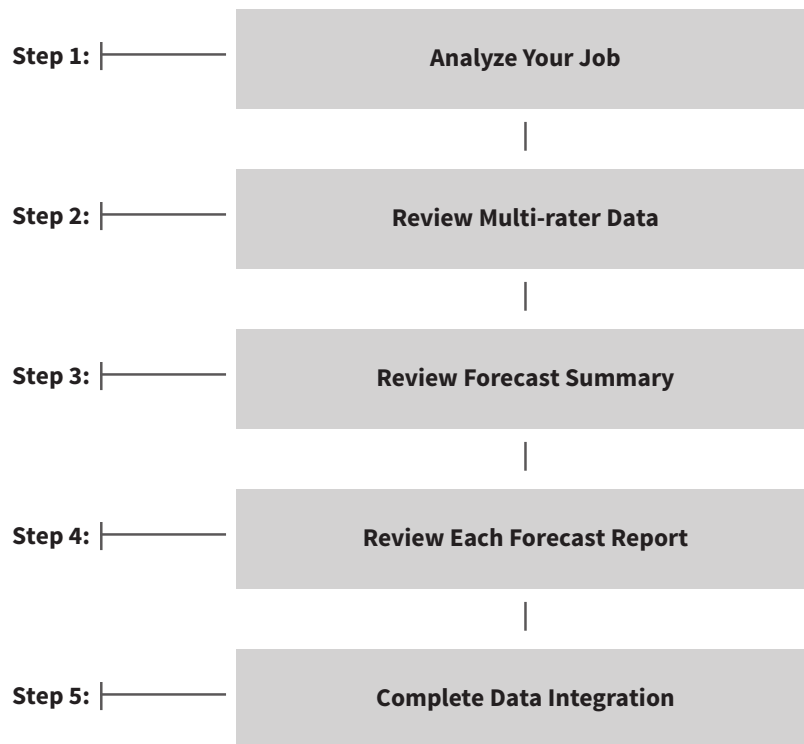 Step 1: Analyze Your Job
Step 2: Review Multi-rater Data
Step 3: Review Forecast Summary
Step 4: Review Each Forecast Report
Step 5: Complete Data Integration